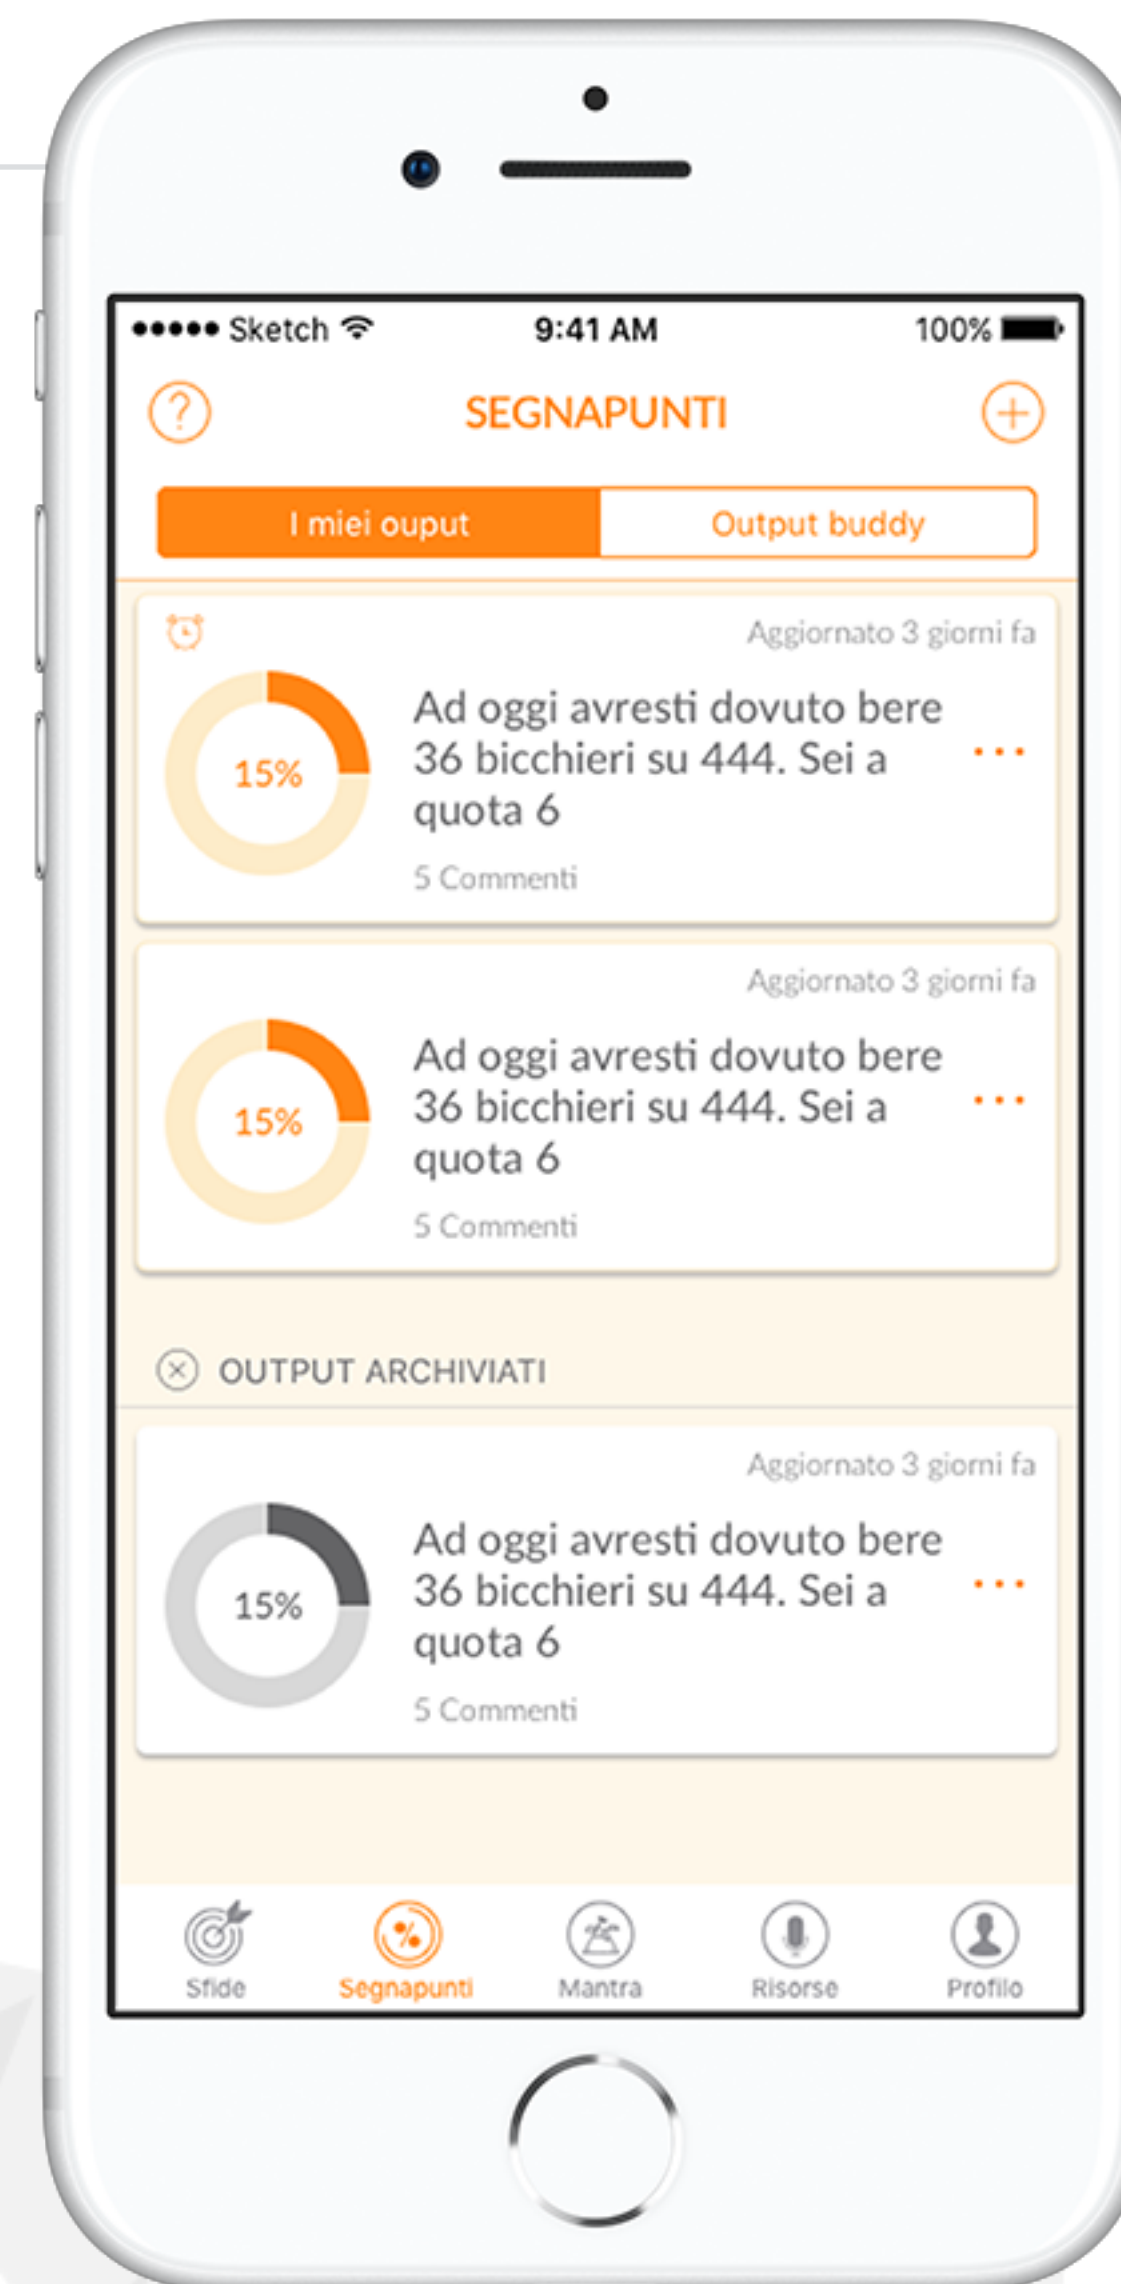 Sketch 9:41 AM 100%
SEGNAPUNTI
I miei ouput Output buddy
Aggiornato 3 giorni fa
Ad oggi avresti dovuto bere
36 bicchieri su 444. Sei a
quota 6
15%
5 Commenti
Aggiornato 3 giorni fa
Ad oggi avresti dovuto bere
36 bicchieri su 444. Sei a
quota 6
15%
5 Commenti
OUTPUT ARCHIVIATI
Aggiornato 3 giorni fa
Ad oggi avresti dovuto bere
36 bicchieri su 444. Sei a
quota 6
15%
5 Commenti
Sfide Segnapunti Mantra Risorse Profilo